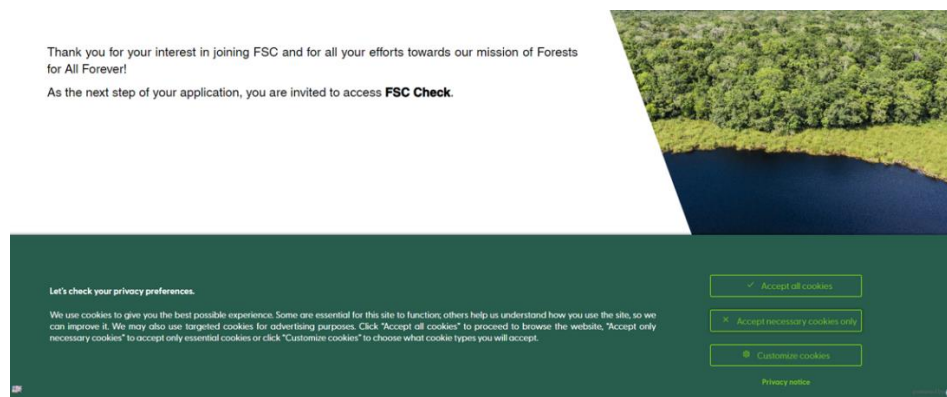 Thank you for your interest in joining FSC and for all your efforts towards our mission of Forests
for All Forever!
As the next step of your application, you are invited to access FSC Check.
Let's check your privacy preferences.
We use cookies to give you the best possible experience. Some are essential for this site to function; others help us understand how you use the site, so we
can improve it. We may also use targeted cookies for advertising purposes. Click "Accept all cookies" to proceed to browse the website, "Accept only
necessary cookies" to accept only essential cookies or click "Customize cookies" to choose what cookie types you will accept.
Accept all cookies
Accept necessary cookies only
Customize cookies
Privacy notice